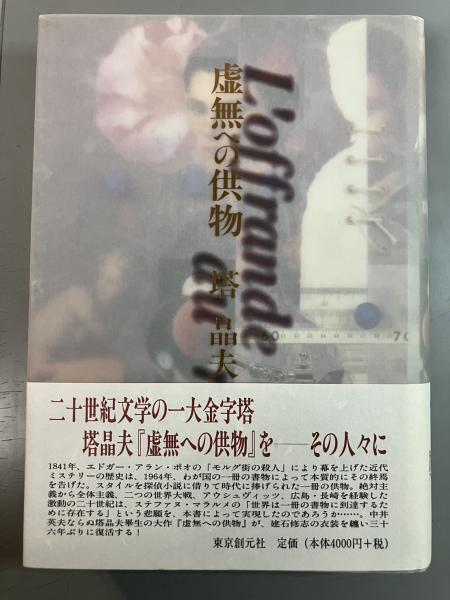 虚無への供物
塔 晶夫
L'offrande
au
60
70
二十世紀文学の一大金字塔
塔晶夫『虚無への供物』を――その人々に
1841年、エドガー・アラン・ポオの「モルグ街の殺人」により幕を上げた近代
ミステリーの歴史は、1964年、わが国の一冊の書物によって本質的にその終焉
を告げた。スタイルを探偵小説に借りて時代に捧げられた一冊の供物。絶対主
義から全体主義、二つの世界大戦、アウシュヴィッツ、広島・長崎を経験した
激動の二十世紀は、ステファヌ・マラルメの「世界は一冊の書物に到達するた
めに存在する」という悲願を、本書によって実現したのであろうか……。中井
英夫ならぬ塔晶夫畢生の大作『虚無への供物』が、建石修志の衣装を纏い三十
六年ぶりに復活する！
東京創元社 定価（本体4000円＋税）